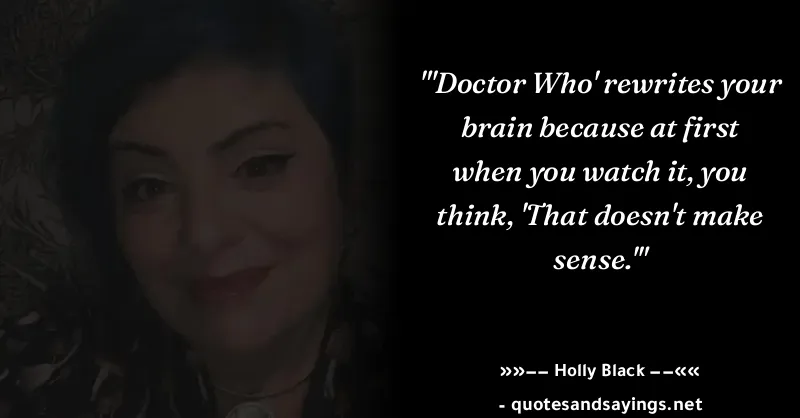 "'Doctor Who' rewrites your
brain because at first
when you watch it, you
think, 'That doesn't make
sense.'"
»»−− Holly Black −−««
- quotesandsayings.net